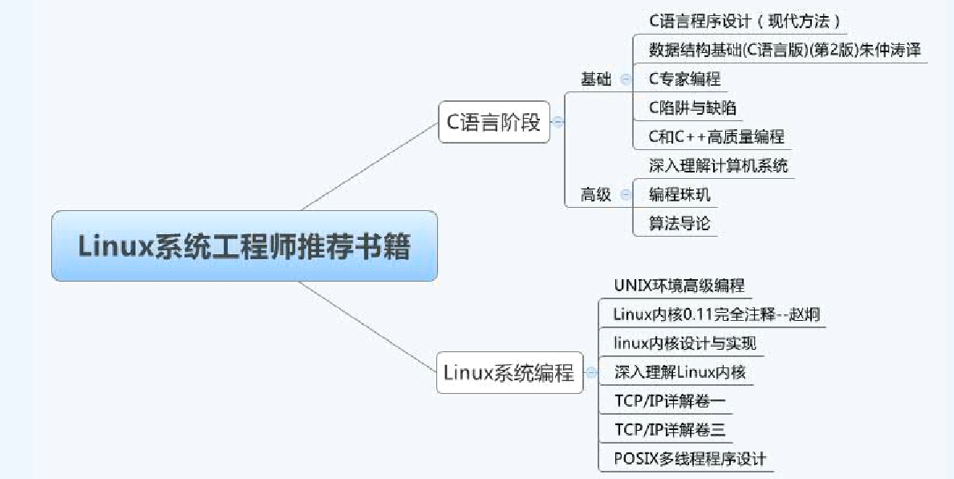 Linux系统工程师推荐书籍
C语言阶段
基础
C语言程序设计（现代方法）
数据结构基础(C语言版)(第2版)朱仲涛译
C专家编程
C陷阱与缺陷
C和C++高质量编程
高级
深入理解计算机系统
编程珠玑
算法导论
Linux系统编程
UNIX环境高级编程
Linux内核0.11完全注释--赵炯
linux内核设计与实现
深入理解Linux内核
TCP/IP详解卷一
TCP/IP详解卷三
POSIX多线程程序设计